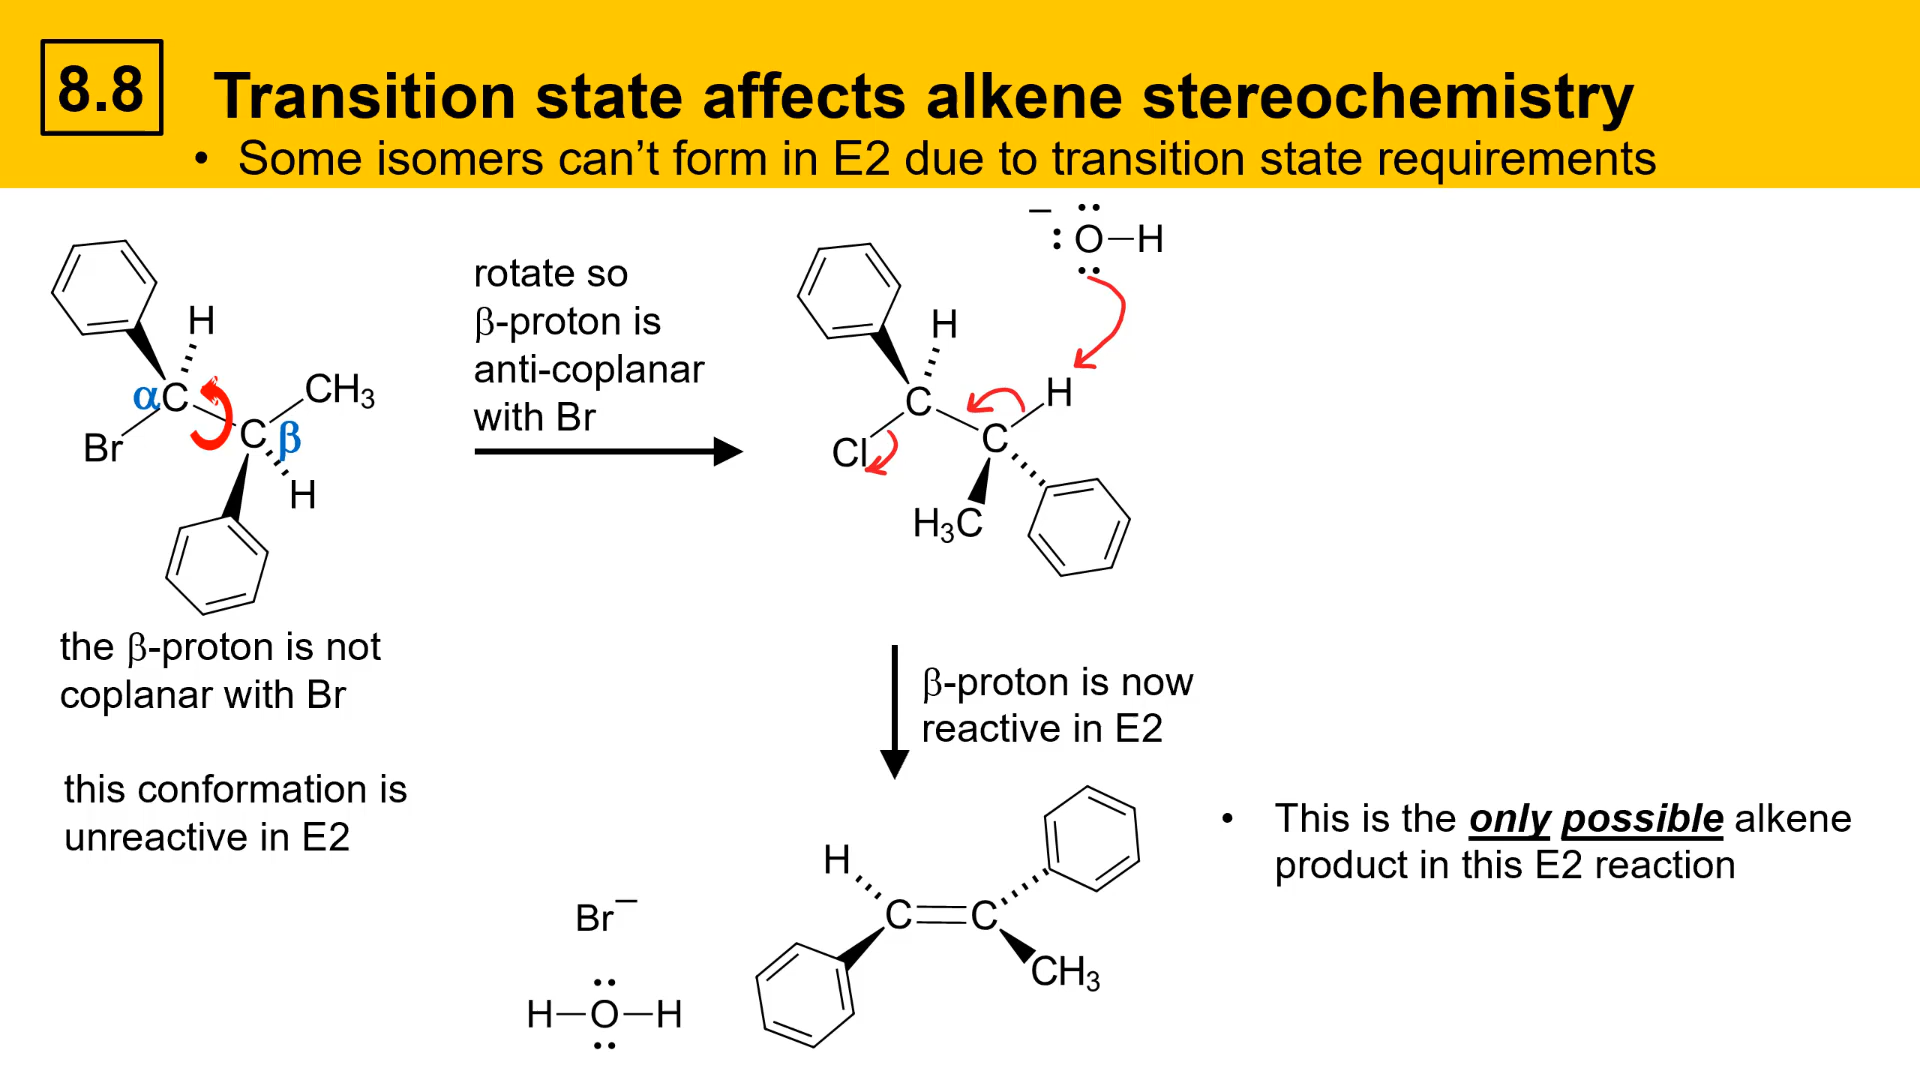 8.8
Transition state affects alkene stereochemistry
• Some isomers can’t form in E2 due to transition state requirements
H
αC
CH3
Br
C β
H
rotate so
β-proton is
anti-coplanar
with Br
− :O−H
H
H
C
Cl
C
H3C
the β-proton is not
coplanar with Br
this conformation is
unreactive in E2
β-proton is now
reactive in E2
H
C=C
CH3
Br−
H−O−H
• This is the only possible alkene
product in this E2 reaction